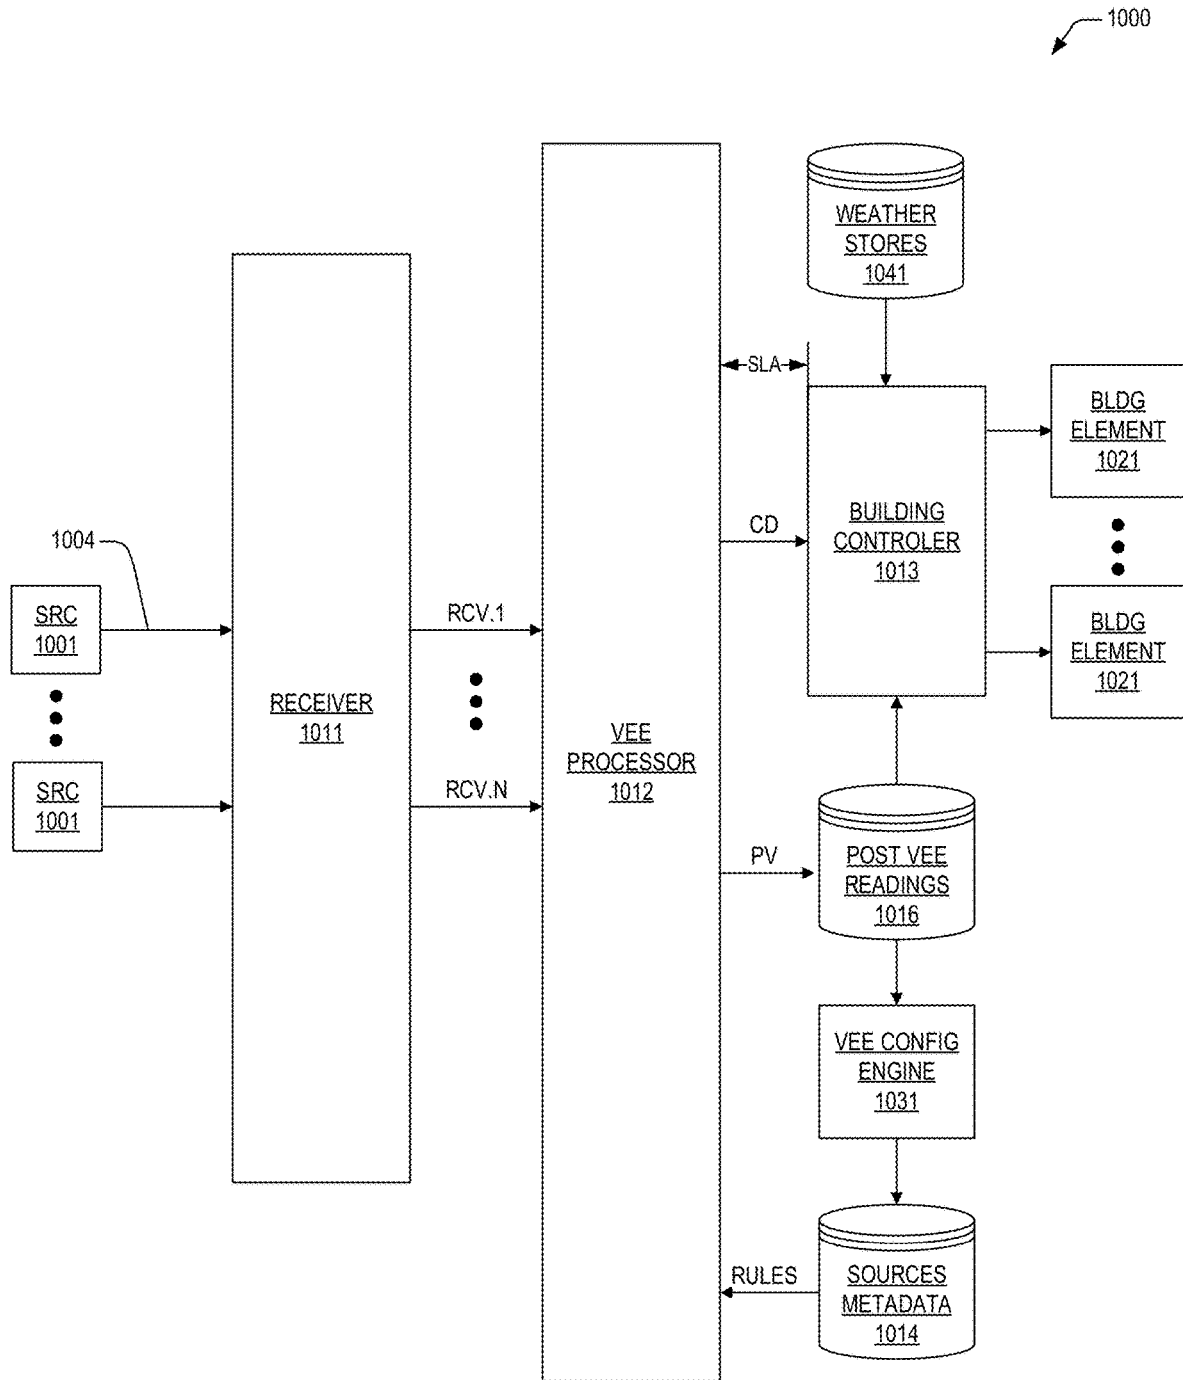 1000
WEATHER
STORES
1041
SLA
BLDG
ELEMENT
1021
BUILDING
CONTROLER
1013
CD
1004
SRC
1001
RCV.1
BLDG
ELEMENT
1021
RECEIVER
1011
VEE
PROCESSOR
1012
SRC
1001
RCV.N
PV
POST VEE
READINGS
1016
VEE CONFIG
ENGINE
1031
RULES
SOURCES
METADATA
1014